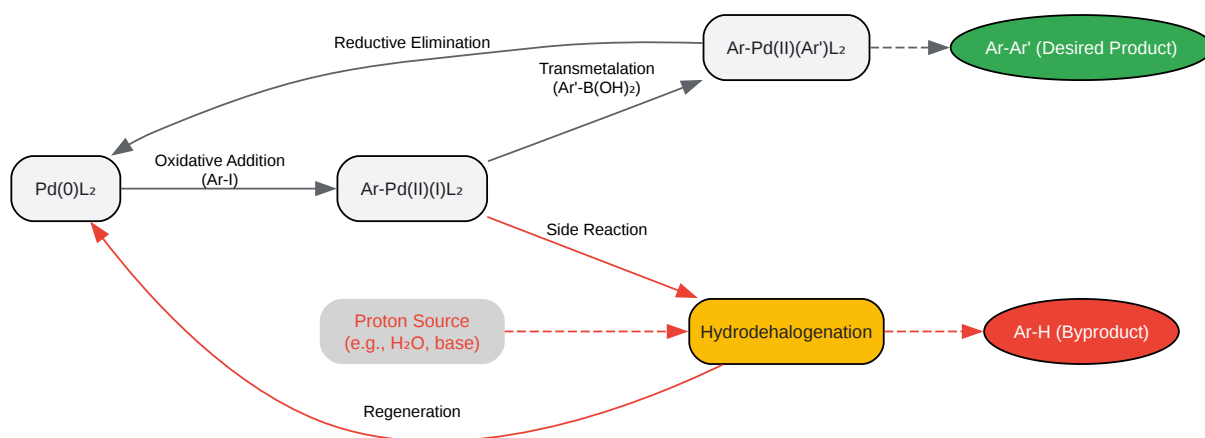 Reductive Elimination
Ar-Pd(II)(Ar')L₂
Ar-Ar' (Desired Product)
Transmetalation
(Ar'-B(OH)₂)
Oxidative Addition
(Ar-I)
Pd(0)L₂
Ar-Pd(II)(I)L₂
Side Reaction
Proton Source
(e.g., H₂O, base)
Hydrodehalogenation
Ar-H (Byproduct)
Regeneration